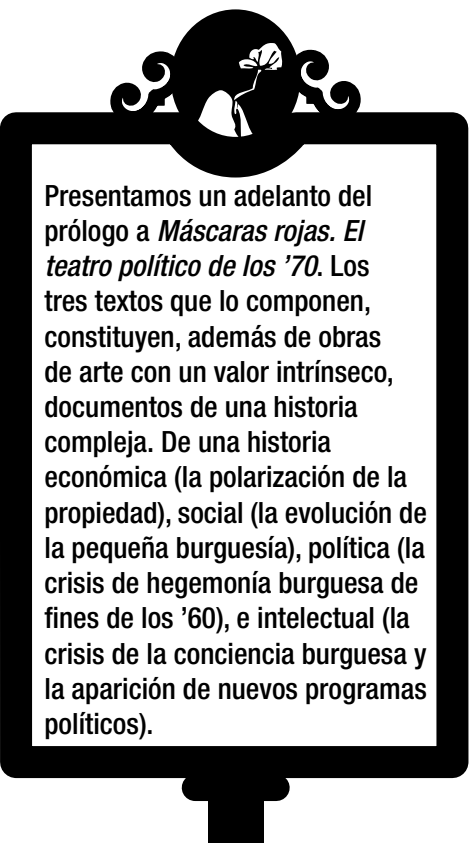 Presentamos un adelanto del
prólogo a Máscaras rojas. El
teatro político de los ’70. Los
tres textos que lo componen,
constituyen, además de obras
de arte con un valor intrínseco,
documentos de una historia
compleja. De una historia
económica (la polarización de la
propiedad), social (la evolución de
la pequeña burguesía), política (la
crisis de hegemonía burguesa de
fines de los ’60), e intelectual (la
crisis de la conciencia burguesa y
la aparición de nuevos programas
políticos).